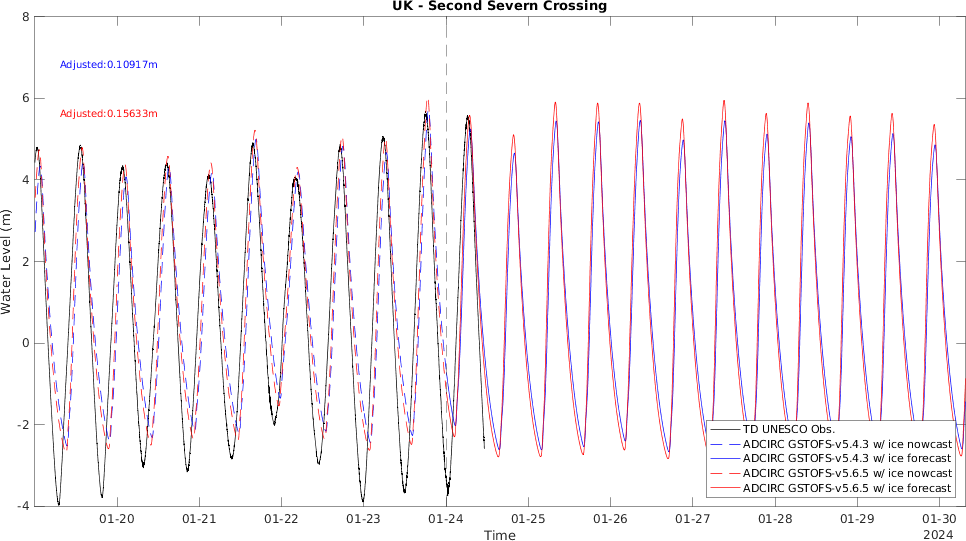 UK - Second Severn Crossing
8
6
4
2
0
-2
-4
Water Level (m)
Adjusted:0.10917m
Adjusted:0.15633m
TD UNESCO Obs.
ADCIRC GSTOFS-v5.4.3 w/ ice nowcast
ADCIRC GSTOFS-v5.4.3 w/ ice forecast
ADCIRC GSTOFS-v5.6.5 w/ ice nowcast
ADCIRC GSTOFS-v5.6.5 w/ ice forecast
01-20 01-21 01-22 01-23 01-24 01-25 01-26 01-27 01-28 01-29 01-30
Time 2024